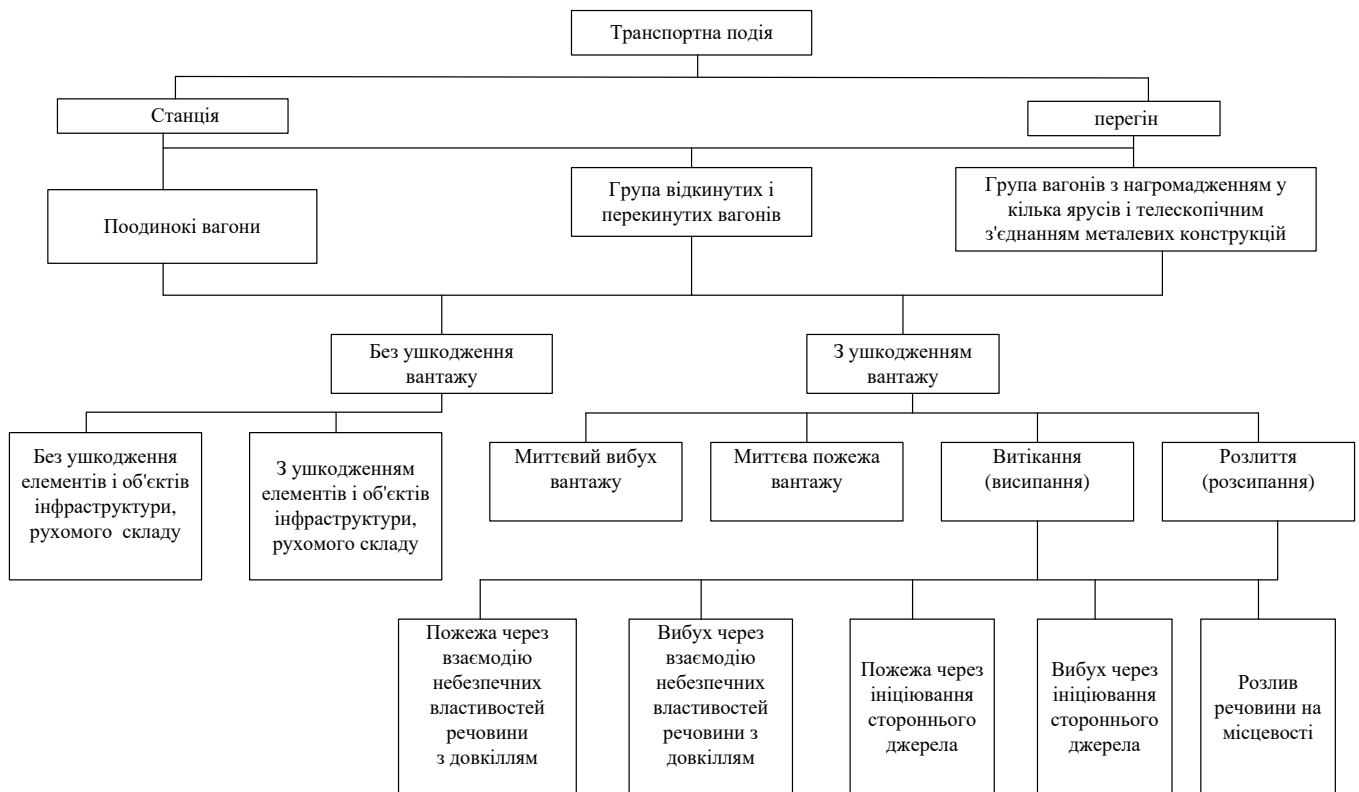 Транспортна подія
Станція
перегін
Поодинокі вагони
Група відкинутих і
перекинутих вагонів
Група вагонів з нагромадженням у
кілька ярусів і телескопічним
з'єднанням металевих конструкцій
Без ушкодження
вантажу
З ушкодженням
вантажу
Без ушкодження
елементів і об'єктів
інфраструктури,
рухомого складу
З ушкодженням
елементів і об'єктів
інфраструктури,
рухомого складу
Миттєвий вибух
вантажу
Миттєва пожежа
вантажу
Витікання
(висипання)
Розлиття
(розсипання)
Пожежа через
взаємодію
небезпечних
властивостей
речовини
з довкіллям
Вибух через
взаємодію
небезпечних
властивостей
речовини з
довкіллям
Пожежа через
ініціювання
стороннього
джерела
Вибух через
ініціювання
стороннього
джерела
Розлив
речовини на
місцевості